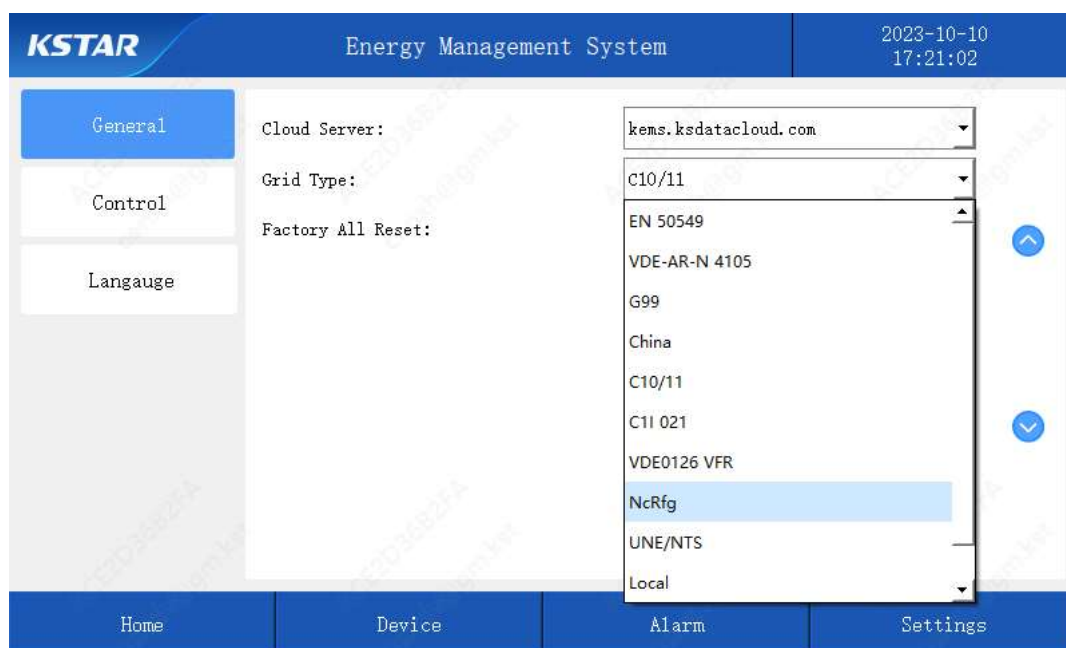 KSTAR
Energy Management System
2023-10-10
17:21:02
General
Control
Langauge
Cloud Server:
kems.ksdatacloud.com
Grid Type:
C10/11
Factory All Reset:
EN 50549
VDE-AR-N 4105
G99
China
C10/11
C1I 021
VDE0126 VFR
NcRfg
UNE/NTS
Local
Home
Device
Alarm
Settings